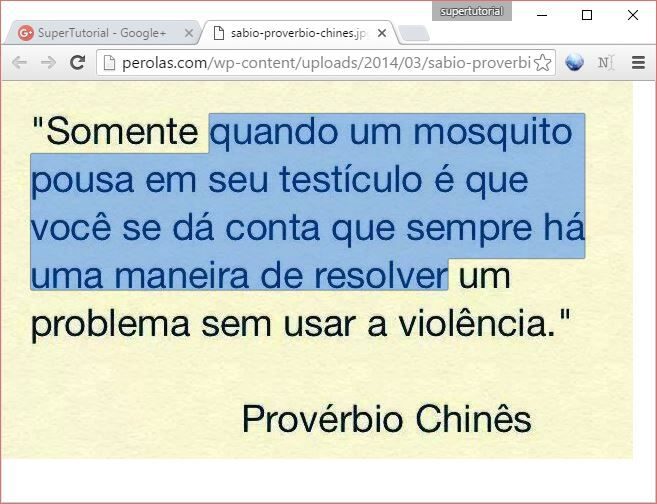 supertutorial
SuperTutorial - Google+
sabio-proverbio-chines.jp
perolas.com/wp-content/uploads/2014/03/sabio-proverbi
"Somente quando um mosquito
pousa em seu testículo é que
você se dá conta que sempre há
uma maneira de resolver um
problema sem usar a violência."
Provérbio Chinês